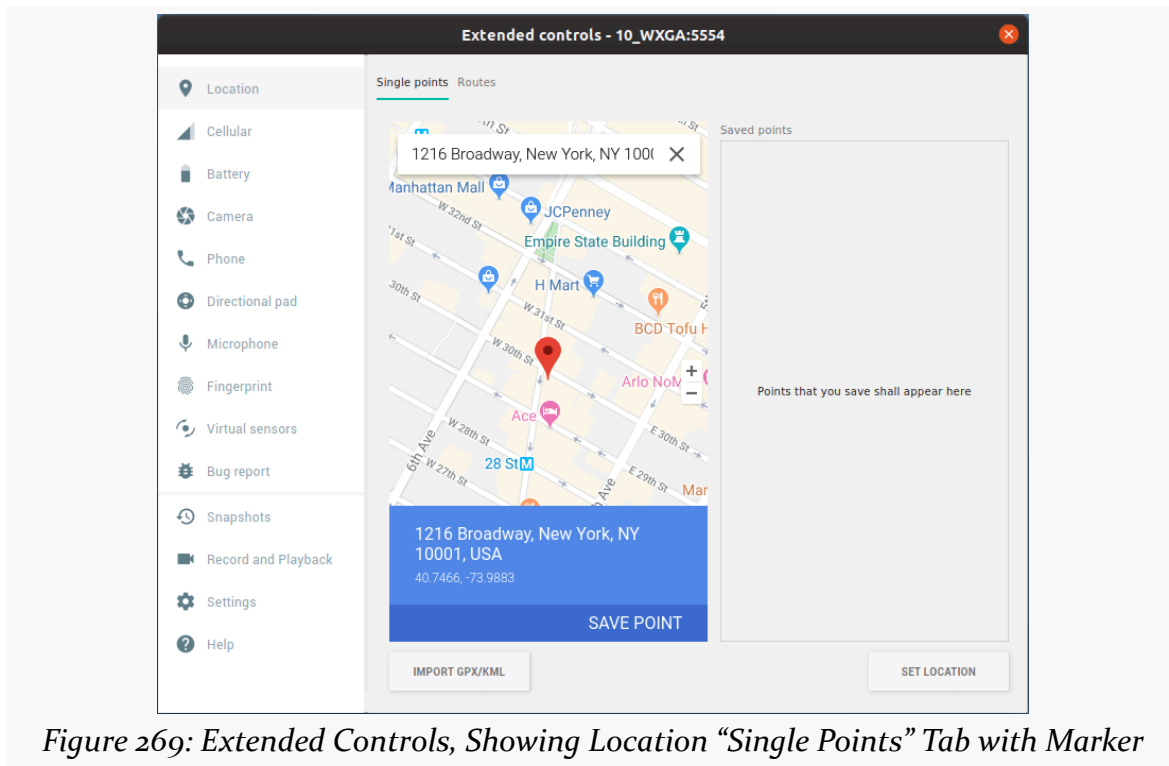 Extended controls - 10_WXGA:5554
Location
Cellular
Battery
Camera
Phone
Directional pad
Microphone
Fingerprint
Virtual sensors
Bug report
Snapshots
Record and Playback
Settings
Help
Single points
Routes
1216 Broadway, New York, NY 100
Manhattan Mall
W 32nd St
JCPenney
Empire State Building
30th St
H Mart
W 31st St
BCD Tofu H
W 30th St
Arlo NoM
+
−
Ace
W 28th St
E 30th St
6th Ave
W 27th St
28 St M
E 29th St
Mar
1216 Broadway, New York, NY
10001, USA
40.7466, -73.9883
SAVE POINT
IMPORT GPX/KML
Saved points
Points that you save shall appear here
SET LOCATION
Figure 269: Extended Controls, Showing Location “Single Points” Tab with Marker